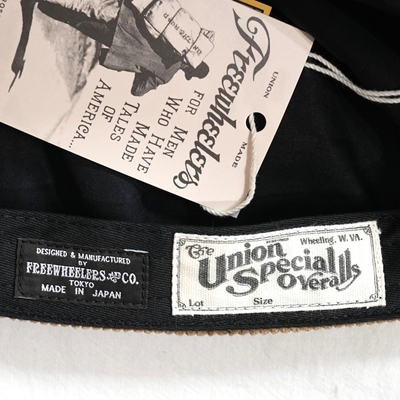 UNION MADE
Freewheelers
FOR MEN
WHO HAVE
MADE
TALES
OF
AMERICA...
DESIGNED & MANUFACTURED
BY
FREEWHEELERS AND CO.
TOKYO
MADE IN JAPAN
Wheeling, W. VA.
The Union
Special
Overalls
Lot Size